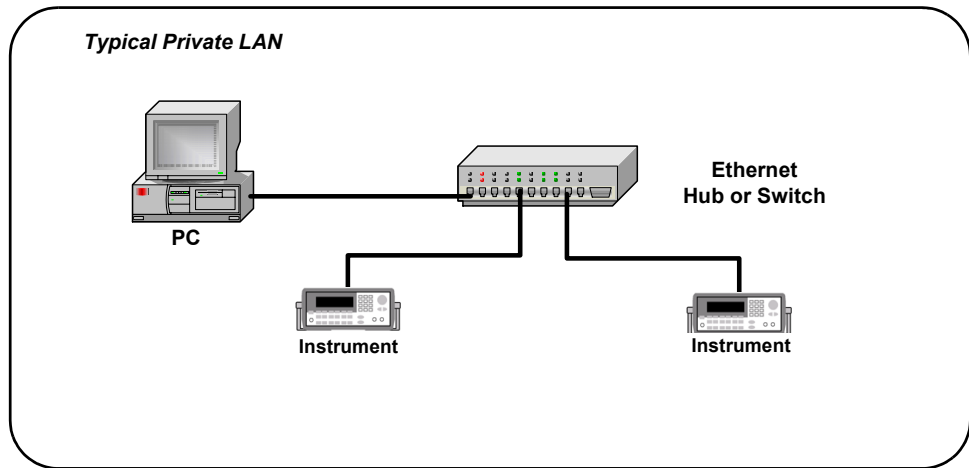 Typical Private LAN
Ethernet
Hub or Switch
PC
Instrument
Instrument